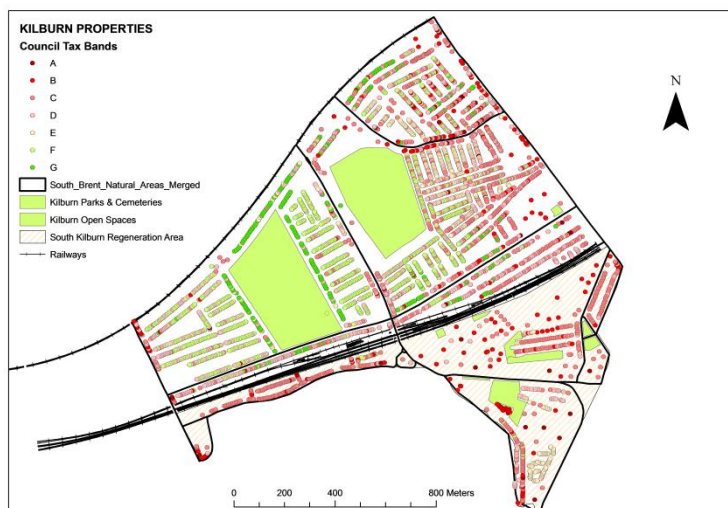 KILBURN PROPERTIES
Council Tax Bands
A
B
C
D
E
F
G
South_Brent_Natural_Areas_Merged
Kilburn Parks & Cemeteries
Kilburn Open Spaces
South Kilburn Regeneration Area
Railways
N
0 200 400 800 Meters